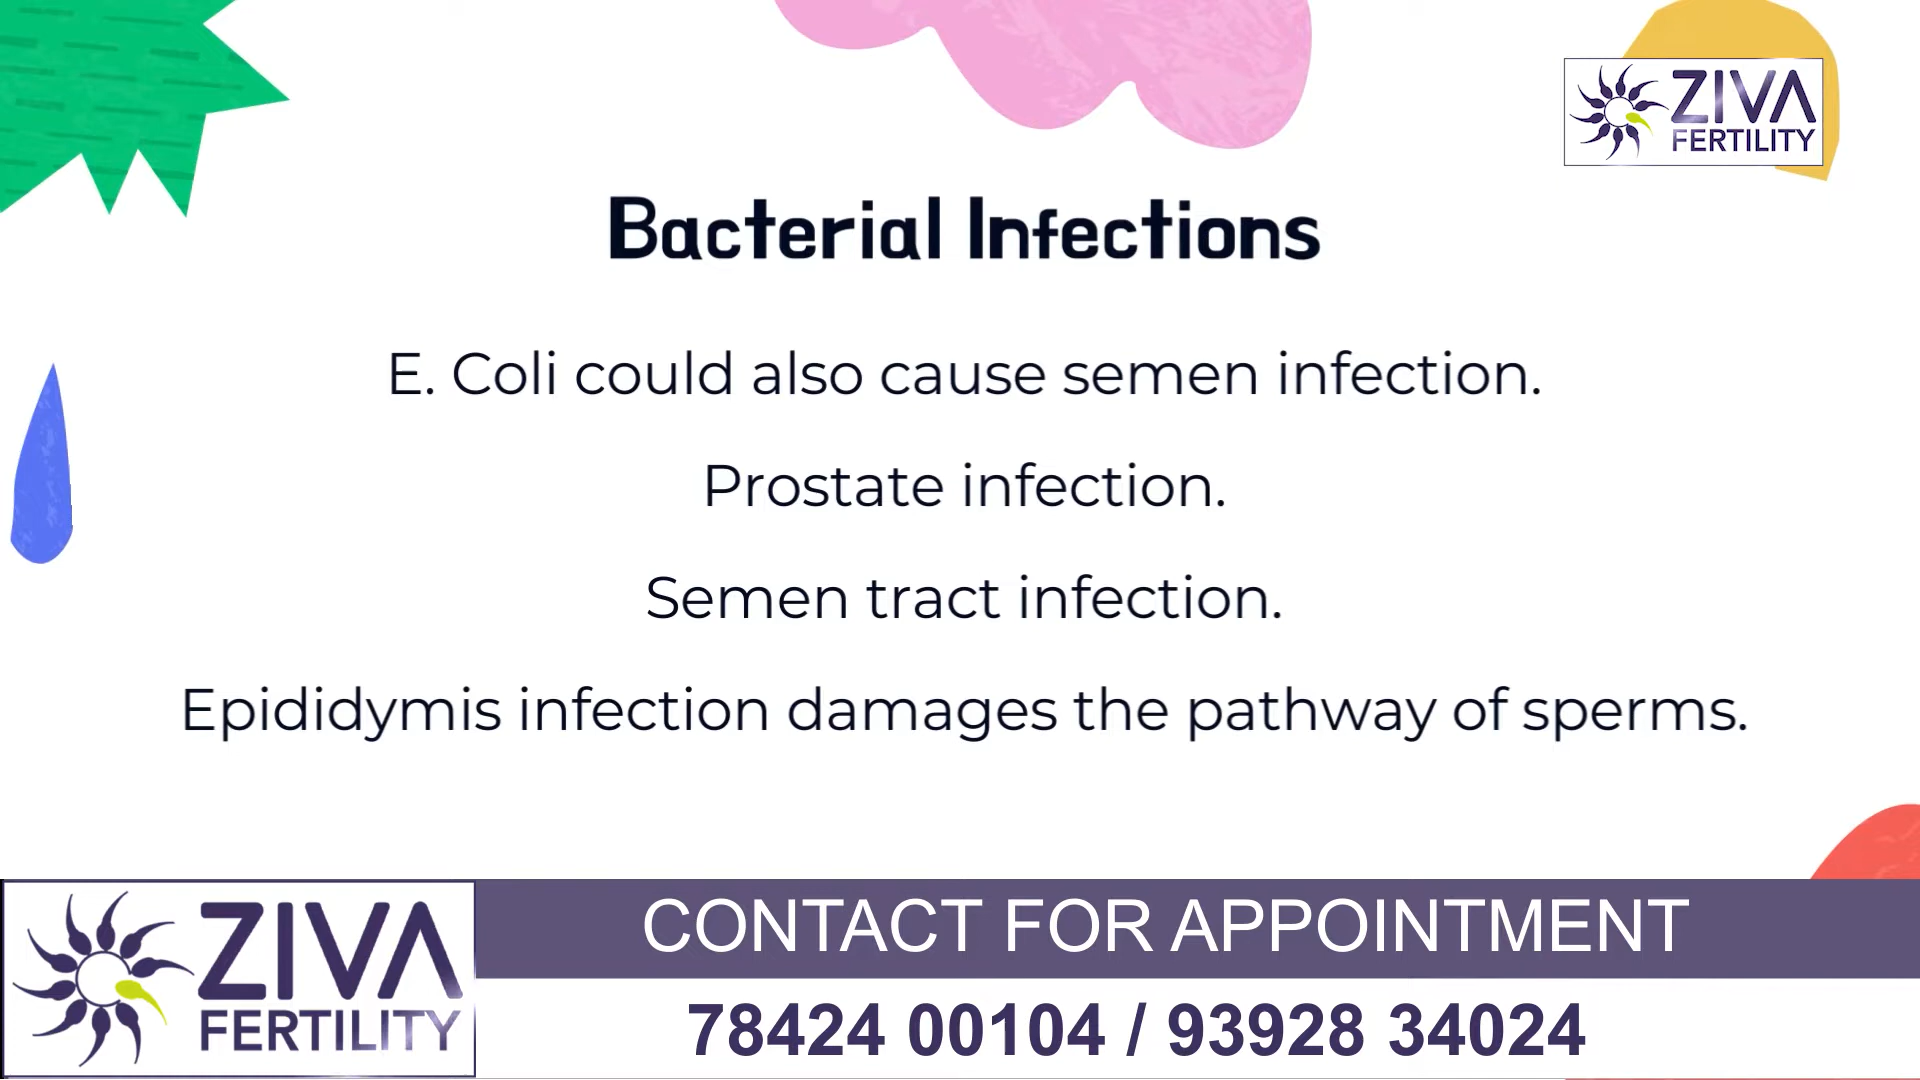 ZIVA
FERTILITY
Bacterial Infections
E. Coli could also cause semen infection.
Prostate infection.
Semen tract infection.
Epididymis infection damages the pathway of sperms.
ZIVA
FERTILITY
CONTACT FOR APPOINTMENT
78424 00104 / 93928 34024